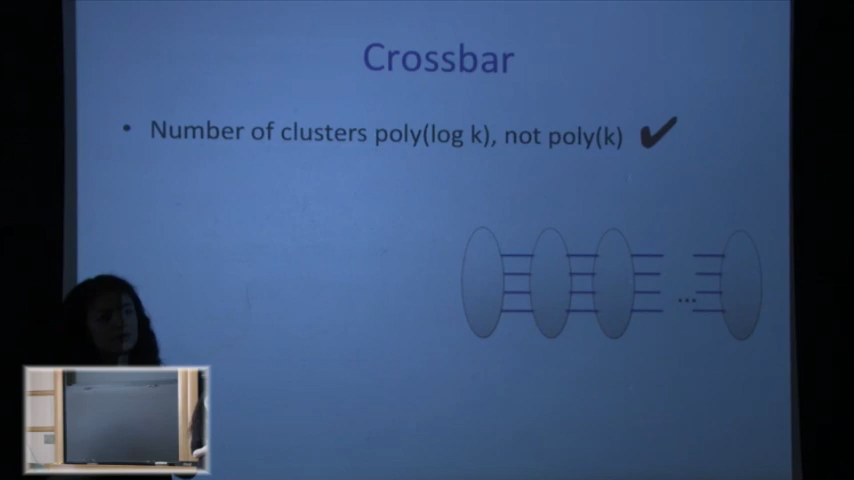 Crossbar
• Number of clusters poly(log k), not poly(k) ✔
...